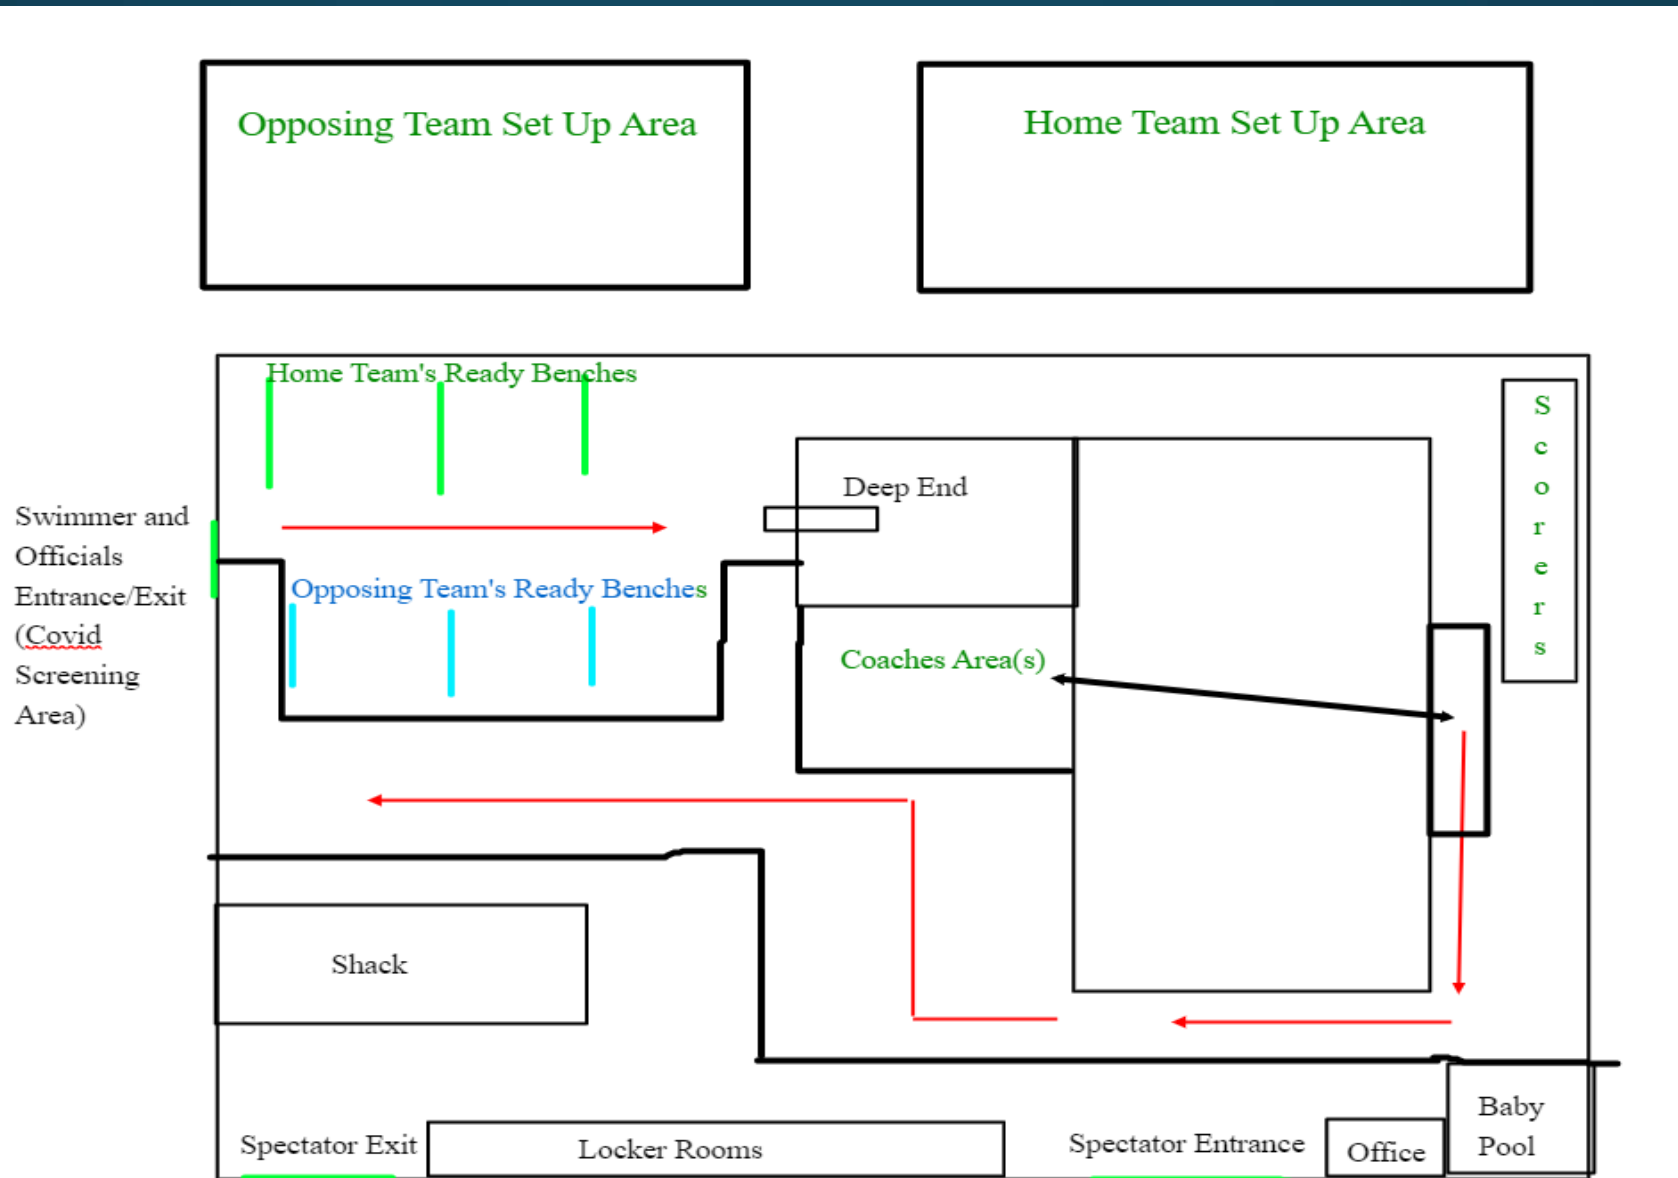 Opposing Team Set Up Area
Home Team Set Up Area
Home Team's Ready Benches
Scorers
Deep End
Swimmer and
Officials
Entrance/Exit
(Covid
Screening
Area)
Opposing Team's Ready Benches
Coaches Area(s)
Shack
Spectator Exit
Locker Rooms
Spectator Entrance
Office
Baby
Pool